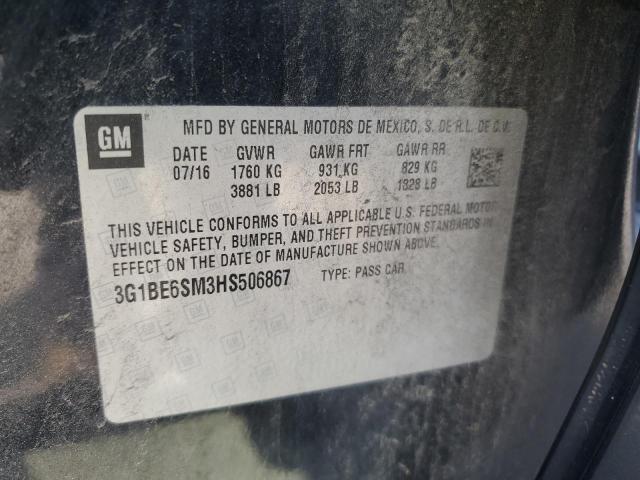 GM
MFD BY GENERAL MOTORS DE MEXICO, S. DE R.L. DE C.V.
DATE GVWR GAWR FRT GAWR RR
07/16 1760 KG 931 KG 829 KG
3881 LB 2053 LB 1828 LB
THIS VEHICLE CONFORMS TO ALL APPLICABLE U.S. FEDERAL MOTOR
VEHICLE SAFETY, BUMPER, AND THEFT PREVENTION STANDARDS IN
EFFECT ON THE DATE OF MANUFACTURE SHOWN ABOVE.
3G1BE6SM3HS506867 TYPE: PASS CAR